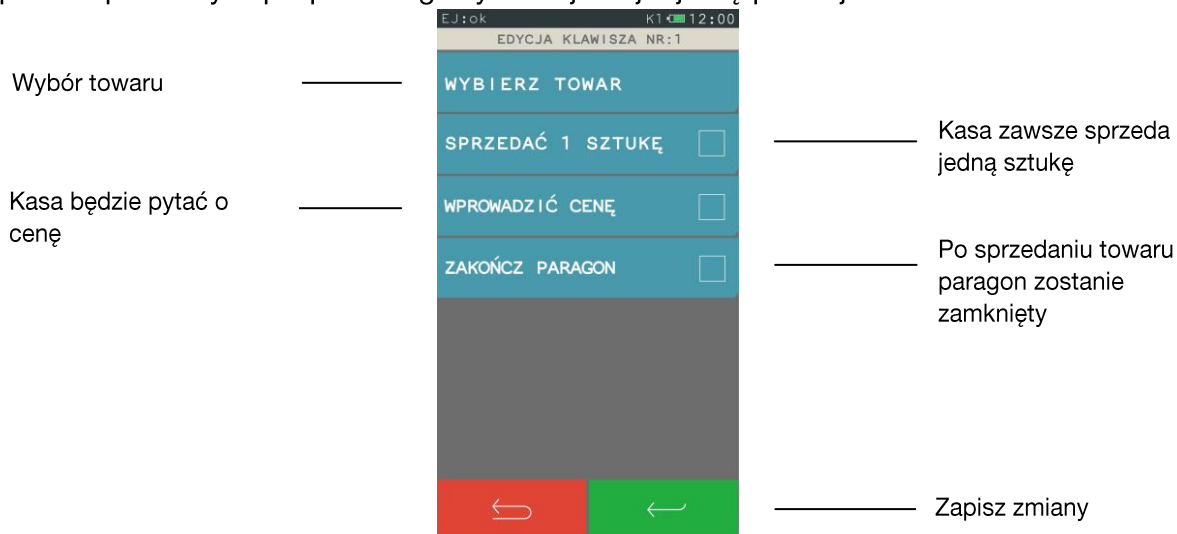 EJ:ok K1 12:00
EDYCJA KLAWISZA NR:1
Wybór towaru
WYBIERZ TOWAR
SPRZEDAĆ 1 SZTUKĘ
Kasa zawsze sprzeda
jedną sztukę
Kasa będzie pytać o
cenę
WPROWADZIĆ CENĘ
ZAKOŃCZ PARAGON
Po sprzedaniu towaru
paragon zostanie
zamknięty
Zapisz zmiany